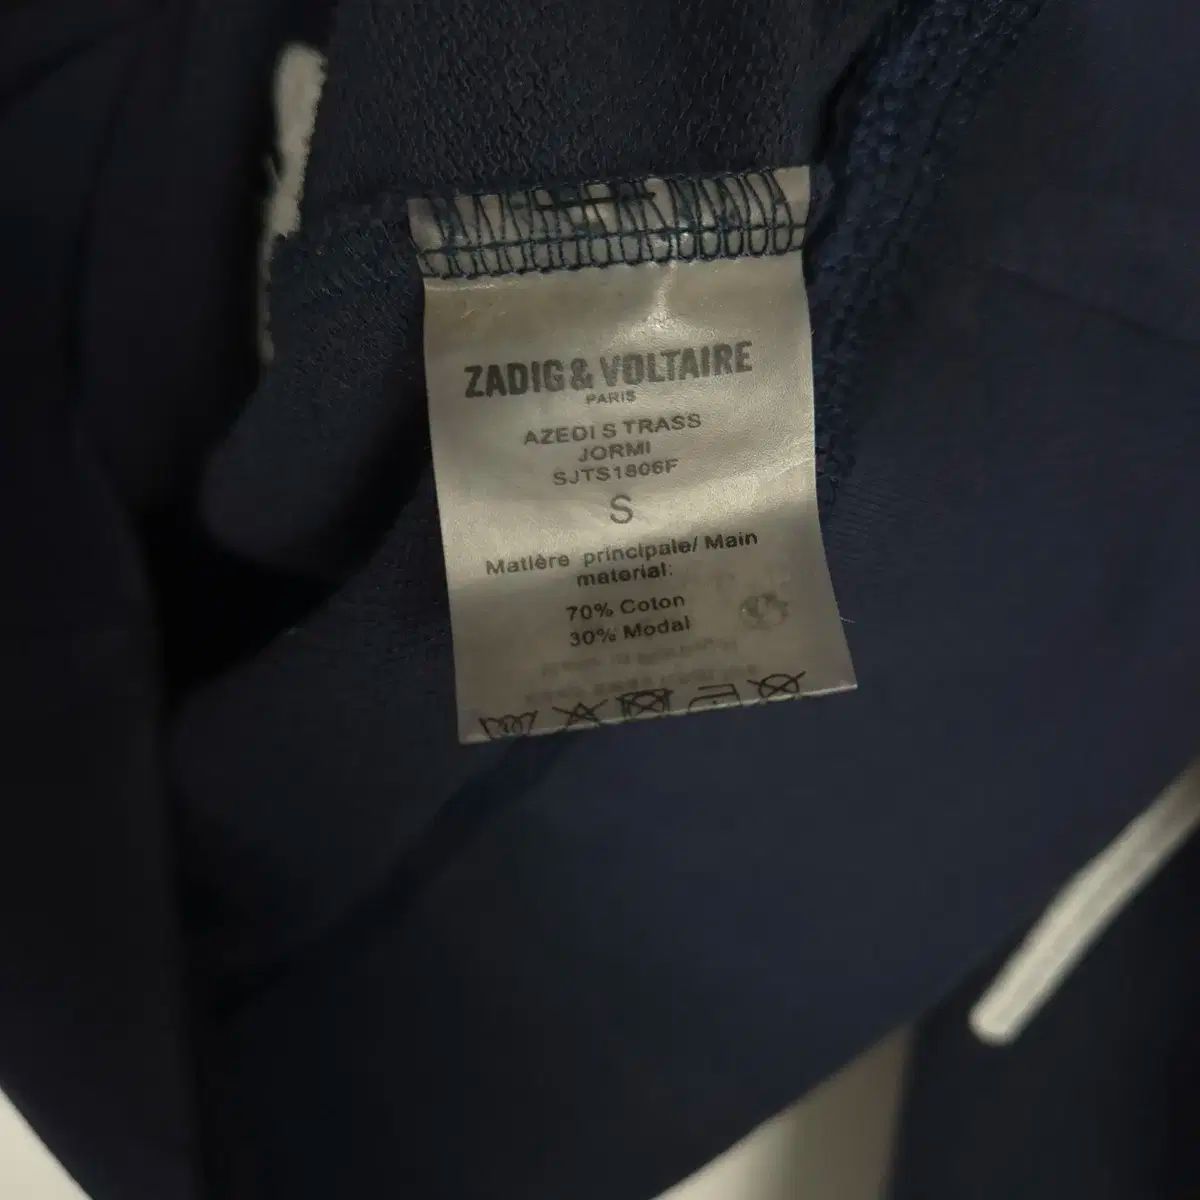 ZADIG & VOLTAIRE
PARIS
AZEDI S TRASS
JORMI
SJTS1806F
S
Matière principale/ Main
material:
70% Coton
30% Modal